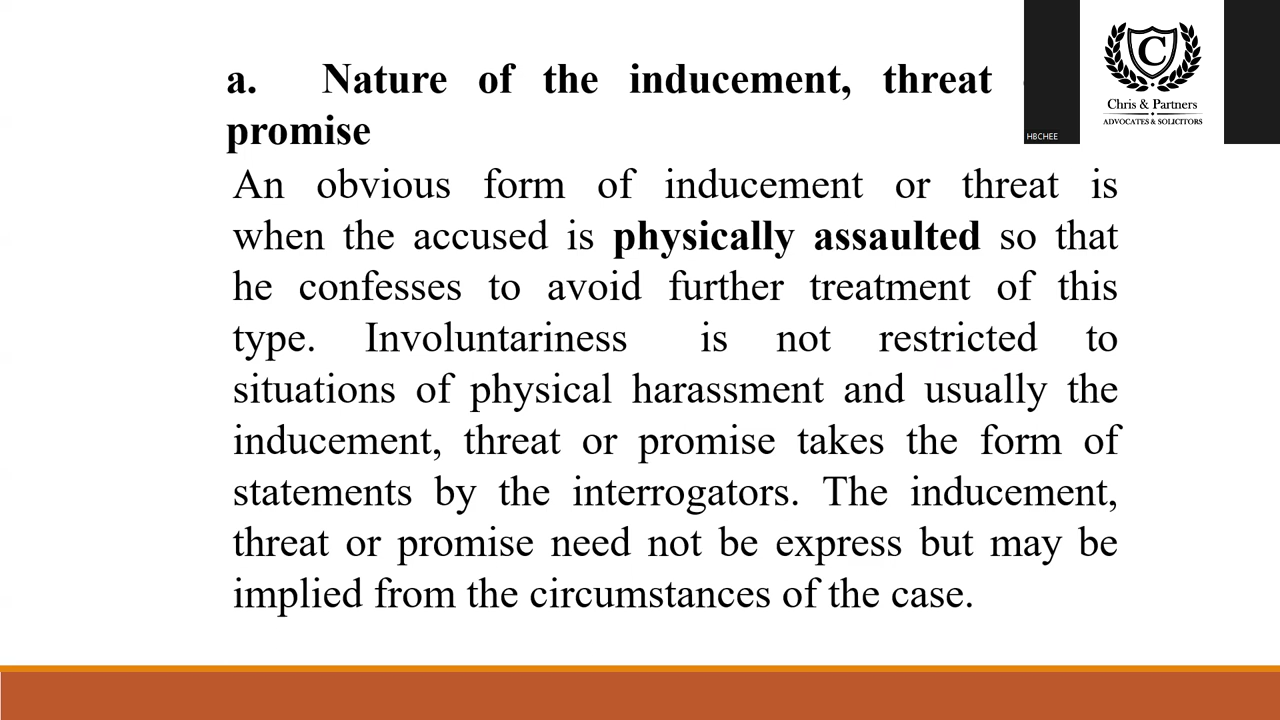 a. Nature of the inducement, threat
promise
An obvious form of inducement or threat is
when the accused is physically assaulted so that
he confesses to avoid further treatment of this
type. Involuntariness is not restricted to
situations of physical harassment and usually the
inducement, threat or promise takes the form of
statements by the interrogators. The inducement,
threat or promise need not be express but may be
implied from the circumstances of the case.
C
Chris & Partners
ADVOCATES & SOLICITORS
HBCHEE